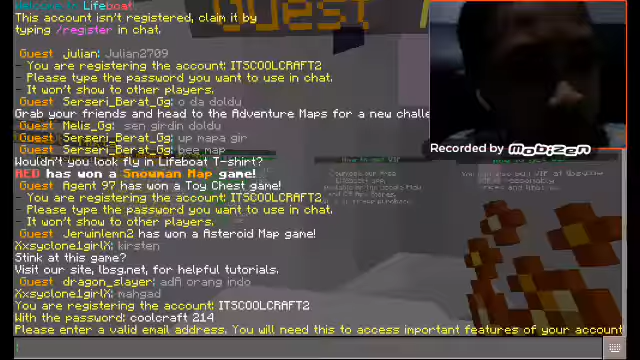 Welcome to Lifeboat
This account isn't registered, claim it by
typing /register in chat.
Guest julian: Julian2709
- You are registering the account: ITSCOOLCRAFT2
- Please type the password you want to use in chat.
- It won't show to other players.
Guest Serseri_Berat_Gg: o da doldu
Grab your friends and head to the Adventure Maps for a new challe
Guest Melis_Gg: sen girdin doldu
Guest Serseri_Berat_Gg: up mapa gir
Guest Serseri_Berat_Gg: bee map
Wouldn't you look fly in Lifeboat T-shirt?
RED has won a Snowman Map game!
Guest Agent 97 has won a Toy Chest game!
- You are registering the account: ITSCOOLCRAFT2
- Please type the password you want to use in chat.
- It won't show to other players.
Guest Jerwinlemn2 has won a Asteroid Map game!
Xxsyclone1girlX: kirsten
Stink at this game?
Visit our site, lbsg.net, for helpful tutorials.
Guest dragon_slayer: adA orang indo
Xxsyclone1girlX: mahgad
You are registering the account: ITSCOOLCRAFT2
With the password: coolcraft 214
Please enter a valid email address. You will need this to access important features of your account
Guest
Recorded by MOBIZEN